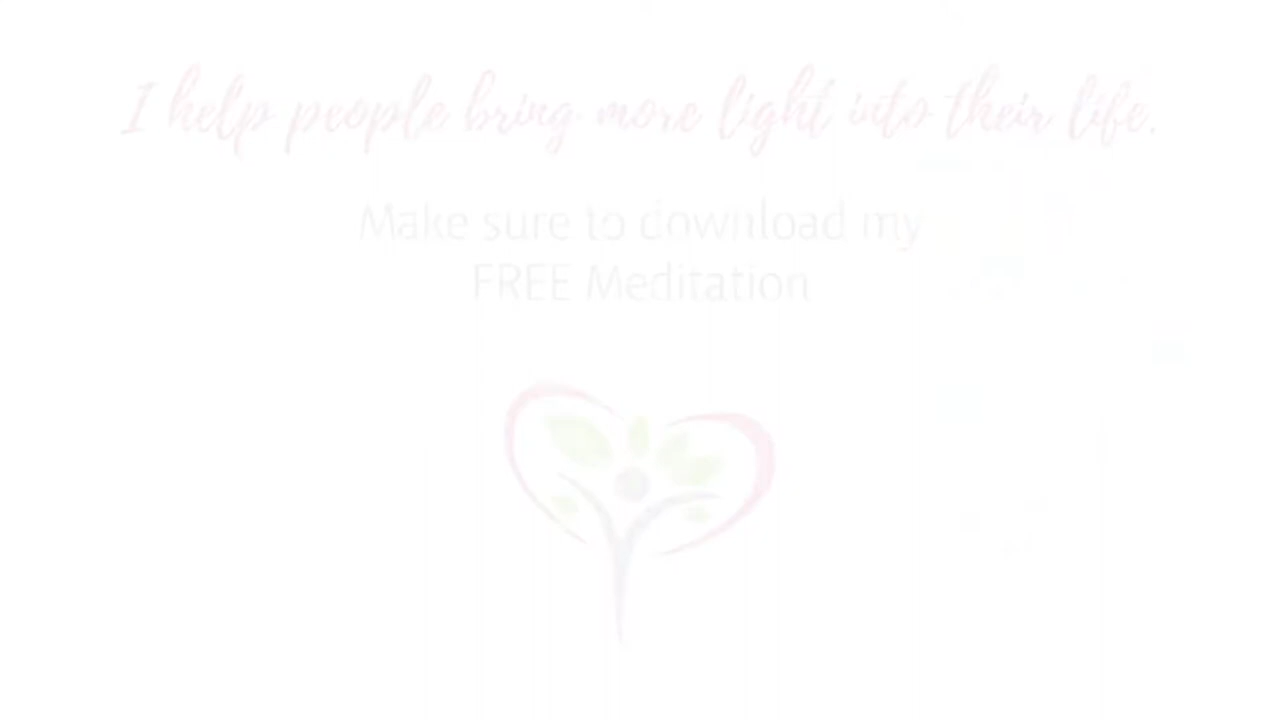 I help people bring more light into their life.
Make sure to download my
FREE Meditation